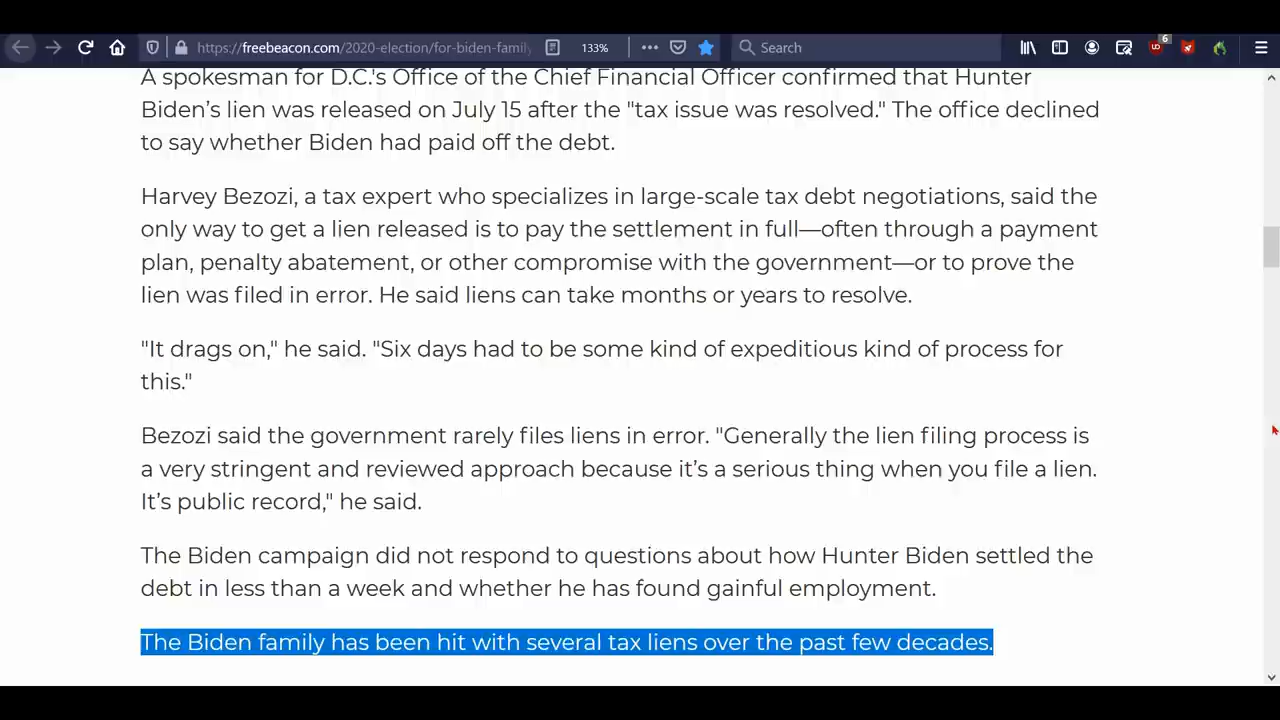 https://freebeacon.com/2020-election/for-biden-famil
133%
Search
6
A spokesman for D.C.'s Office of the Chief Financial Officer confirmed that Hunter
Biden’s lien was released on July 15 after the "tax issue was resolved." The office declined
to say whether Biden had paid off the debt.
Harvey Bezozi, a tax expert who specializes in large-scale tax debt negotiations, said the
only way to get a lien released is to pay the settlement in full—often through a payment
plan, penalty abatement, or other compromise with the government—or to prove the
lien was filed in error. He said liens can take months or years to resolve.
"It drags on," he said. "Six days had to be some kind of expeditious kind of process for
this."
Bezozi said the government rarely files liens in error. "Generally the lien filing process is
a very stringent and reviewed approach because it’s a serious thing when you file a lien.
It’s public record," he said.
The Biden campaign did not respond to questions about how Hunter Biden settled the
debt in less than a week and whether he has found gainful employment.
The Biden family has been hit with several tax liens over the past few decades.